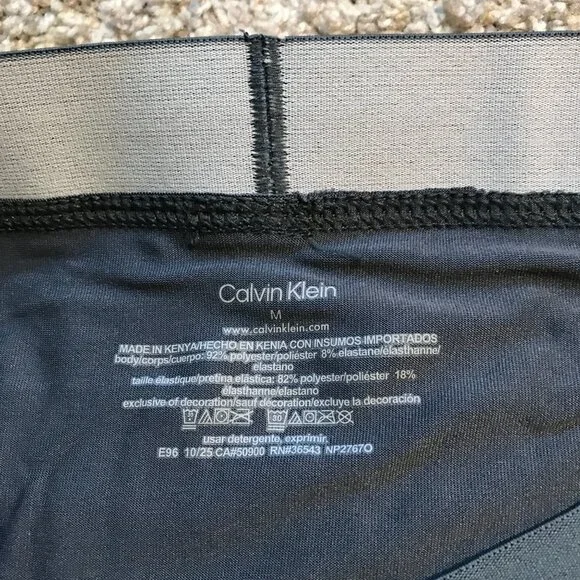 Calvin Klein
M
www.calvinklein.com
MADE IN KENYA/HECHO EN KENIA CON INSUMOS IMPORTADOS
body/corps/cuerpo: 92% polyester/poliéster 8% elastane/élasthanne/
elastano
taille élastique/pretina elástica: 82% polyester/poliéster 18%
élasthanne/elastano
exclusive of decoration/sauf décoration/excluye la decoración
30
usar detergente, exprimir.
E96 10/25 CA#50900 RN#36543 NP2767O